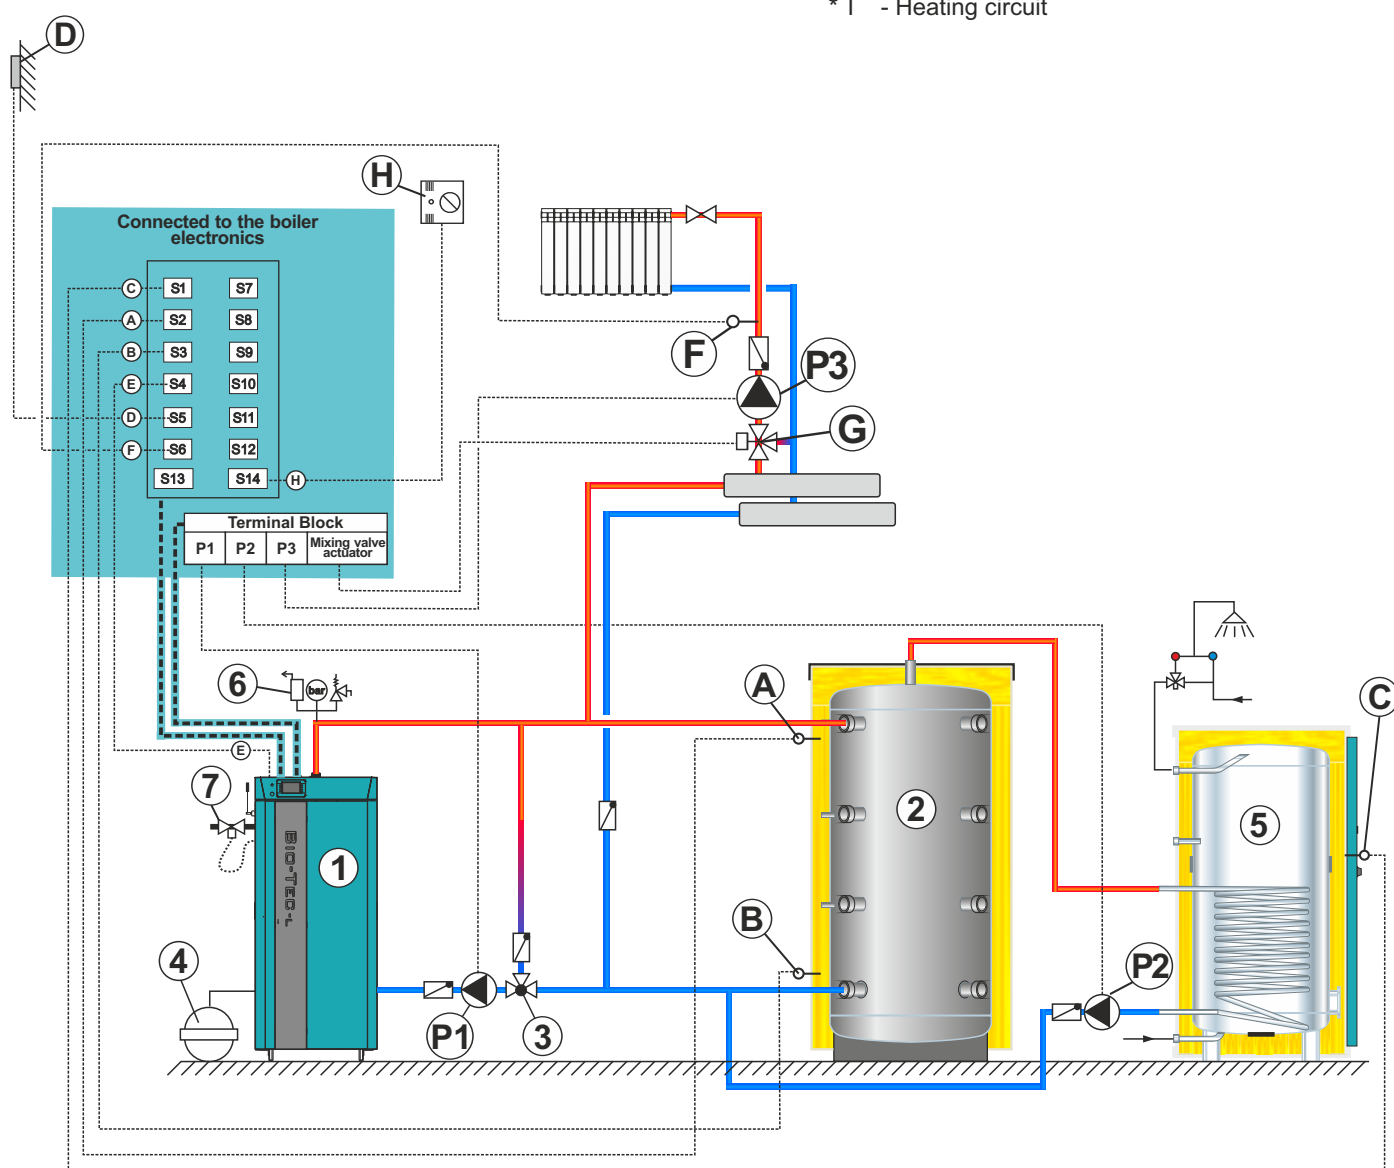 * I - Heating circuit
D
H
Connected to the boiler
electronics
C S1 S7
A S2 S8
B S3 S9
E S4 S10
D S5 S11
F S6 S12
S13 S14 H
F
P3
G
Terminal Block
P1 P2 P3 Mixing valve
actuator
6
bar
A
C
E
7
2
5
1
BIO-TEC-L
B
4
P2
P1
3